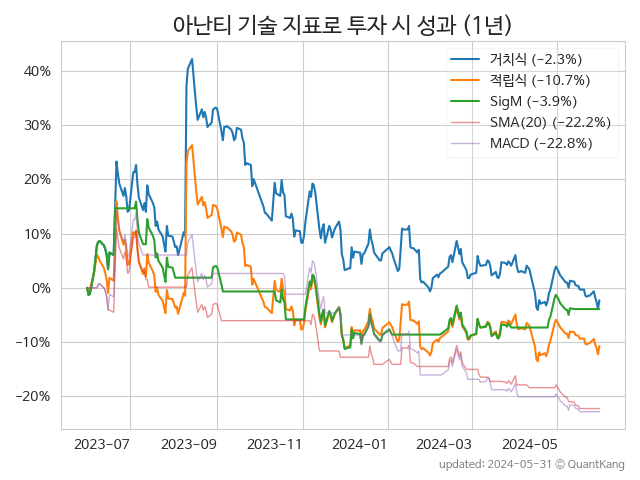 아난티 기술 지표로 투자 시 성과 (1년)
거치식 (−2.3%)
적립식 (−10.7%)
SigM (−3.9%)
SMA(20) (−22.2%)
MACD (−22.8%)
40%
30%
20%
10%
0%
−10%
−20%
2023-07 2023-09 2023-11 2024-01 2024-03 2024-05
updated: 2024-05-31 © QuantKang